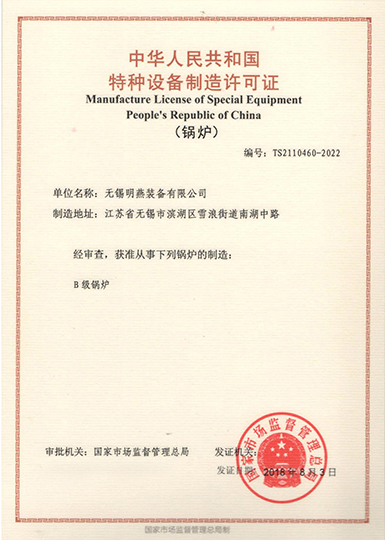 中华人民共和国
特种设备制造许可证
Manufacture License of Special Equipment
People's Republic of China
(锅炉)
编号：TS2110460-2022
单位名称：无锡明燕装备有限公司
制造地址：江苏省无锡市滨湖区雪浪街道南湖中路
经审查，获准从事下列锅炉的制造：
B级锅炉
审批机关：国家市场监督管理总局
发证机关：
发证日期：2018年8月3日
国家市场监督管理总局
国家市场监督管理总局制